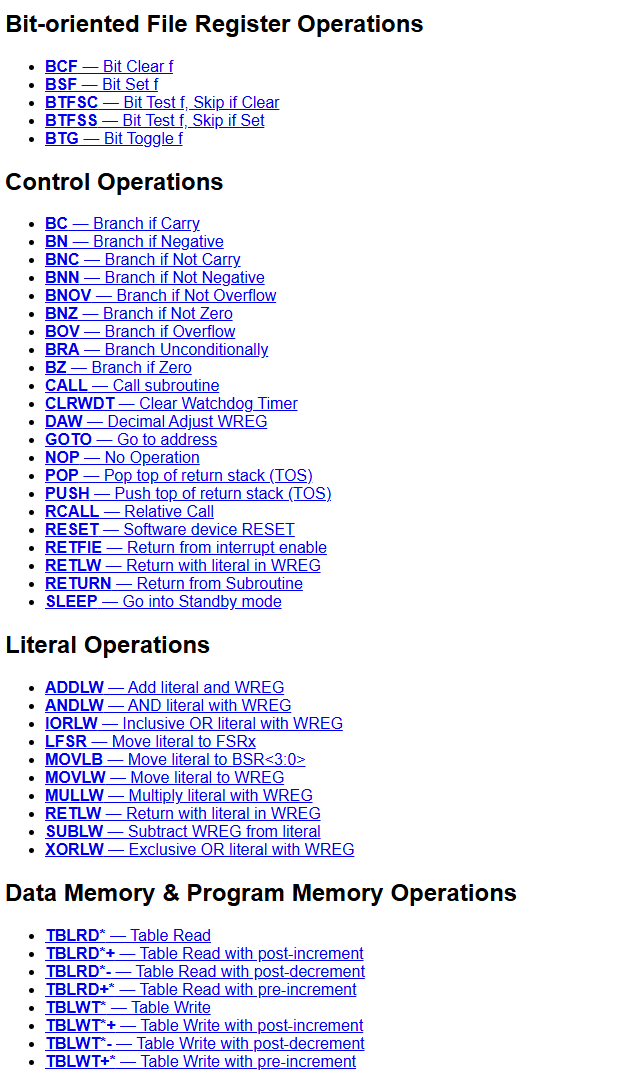 Bit-oriented File Register Operations
BCF — Bit Clear f
BSF — Bit Set f
BTFSC — Bit Test f, Skip if Clear
BTFSS — Bit Test f, Skip if Set
BTG — Bit Toggle f
Control Operations
BC — Branch if Carry
BN — Branch if Negative
BNC — Branch if Not Carry
BNN — Branch if Not Negative
BNOV — Branch if Not Overflow
BNZ — Branch if Not Zero
BOV — Branch if Overflow
BRA — Branch Unconditionally
BZ — Branch if Zero
CALL — Call subroutine
CLRWDT — Clear Watchdog Timer
DAW — Decimal Adjust WREG
GOTO — Go to address
NOP — No Operation
POP — Pop top of return stack (TOS)
PUSH — Push top of return stack (TOS)
RCALL — Relative Call
RESET — Software device RESET
RETFIE — Return from interrupt enable
RETLW — Return with literal in WREG
RETURN — Return from Subroutine
SLEEP — Go into Standby mode
Literal Operations
ADDLW — Add literal and WREG
ANDLW — AND literal with WREG
IORLW — Inclusive OR literal with WREG
LFSR — Move literal to FSRx
MOVLB — Move literal to BSR<3:0>
MOVLW — Move literal to WREG
MULLW — Multiply literal with WREG
RETLW — Return with literal in WREG
SUBLW — Subtract WREG from literal
XORLW — Exclusive OR literal with WREG
Data Memory & Program Memory Operations
TBLRD* — Table Read
TBLRD*+ — Table Read with post-increment
TBLRD*- — Table Read with post-decrement
TBLRD+* — Table Read with pre-increment
TBLWT* — Table Write
TBLWT*+ — Table Write with post-increment
TBLWT*- — Table Write with post-decrement
TBLWT+* — Table Write with pre-increment